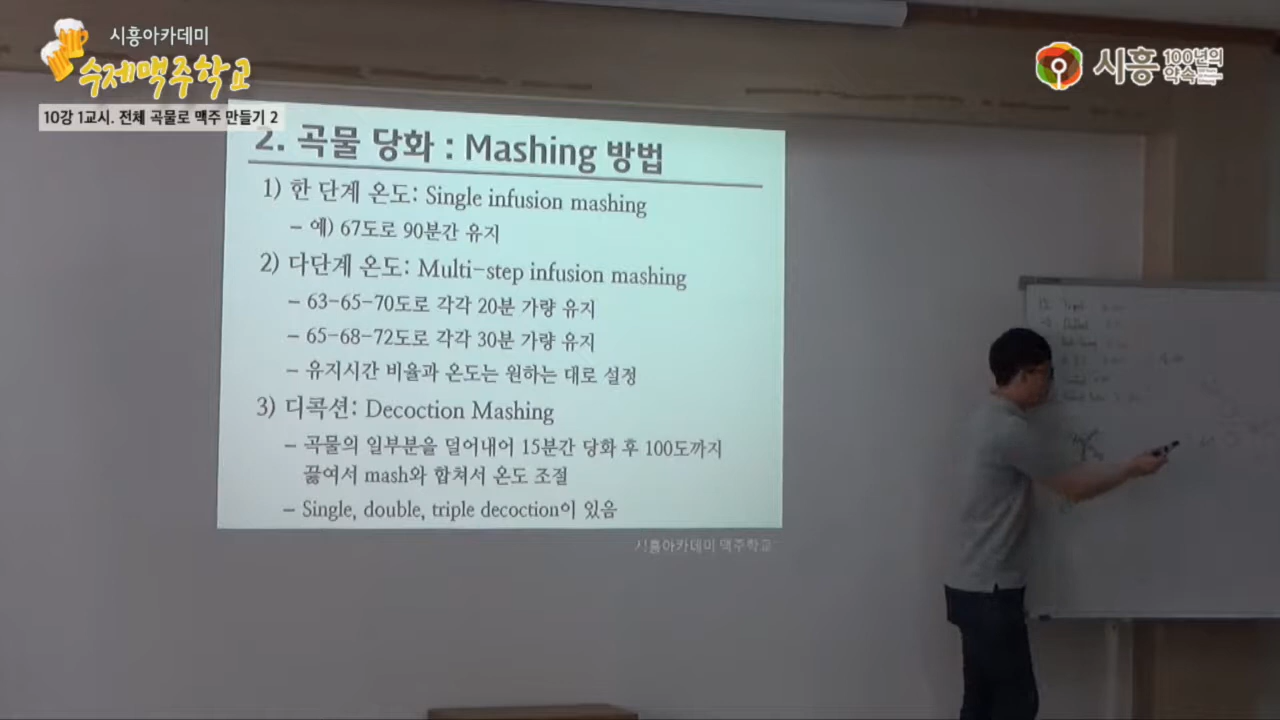 시흥아카데미
수제맥주학교
10강 1교시. 전체 곡물로 맥주 만들기 2
시흥 100년의 약속
2. 곡물 당화 : Mashing 방법
1) 한 단계 온도: Single infusion mashing
– 예) 67도로 90분간 유지
2) 다단계 온도: Multi-step infusion mashing
– 63-65-70도로 각각 20분 가량 유지
– 65-68-72도로 각각 30분 가량 유지
– 유지시간 비율과 온도는 원하는 대로 설정
3) 디콕션: Decoction Mashing
– 곡물의 일부분을 덜어내어 15분간 당화 후 100도까지
끓여서 mash와 합쳐서 온도 조절
– Single, double, triple decoction이 있음
시흥아카데미 맥주학교